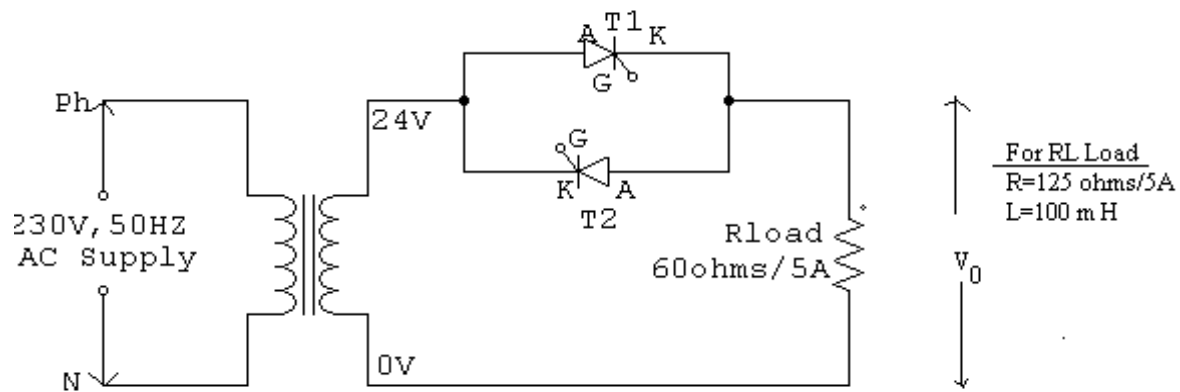 A T1 K
G
Ph
24V
G
K A
T2
230V,50HZ
AC Supply
Rload
60ohms/5A
V0
For RL Load
R=125 ohms/5A
L=100 m H
0V
N